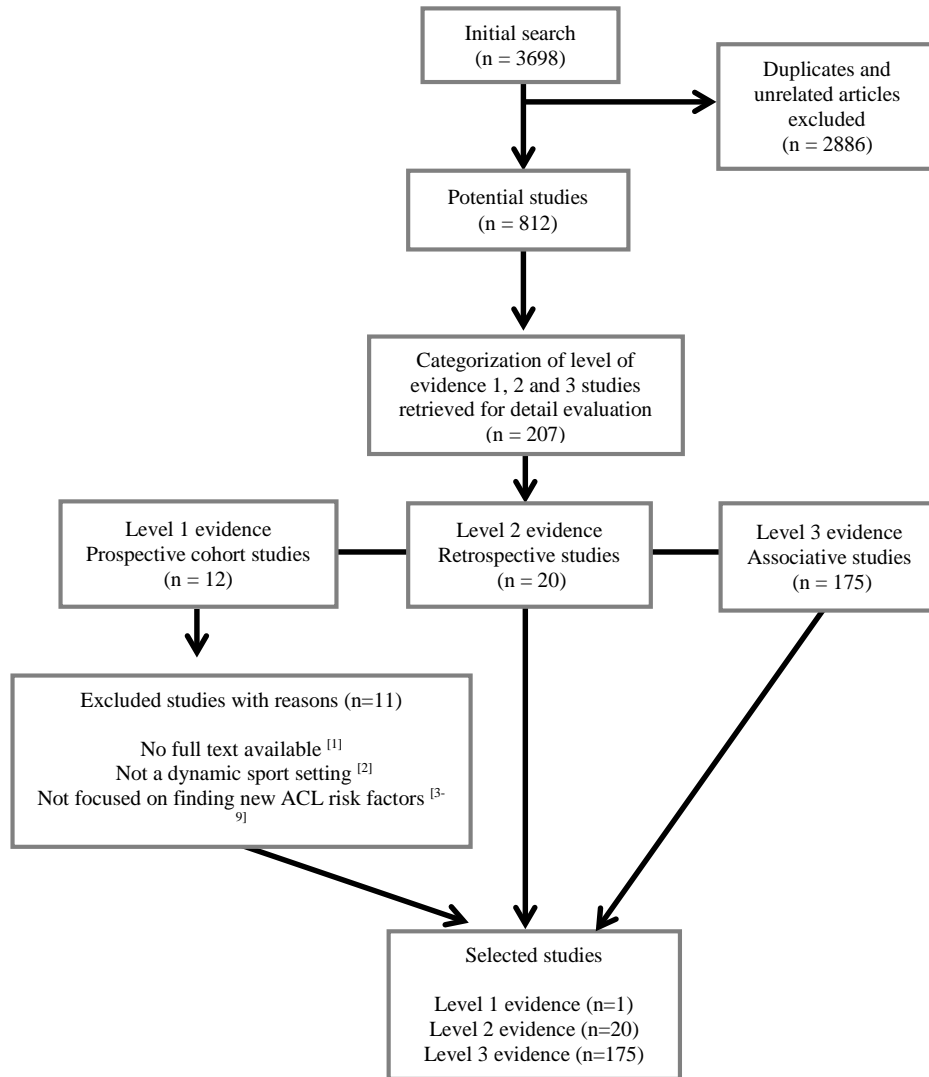 Initial search
(n = 3698)
Duplicates and
unrelated articles
excluded
(n = 2886)
Potential studies
(n = 812)
Categorization of level of
evidence 1, 2 and 3 studies
retrieved for detail evaluation
(n = 207)
Level 1 evidence
Prospective cohort studies
(n = 12)
Level 2 evidence
Retrospective studies
(n = 20)
Level 3 evidence
Associative studies
(n = 175)
Excluded studies with reasons (n=11)
No full text available [1]
Not a dynamic sport setting [2]
Not focused on finding new ACL risk factors [3-
9]
Selected studies
Level 1 evidence (n=1)
Level 2 evidence (n=20)
Level 3 evidence (n=175)